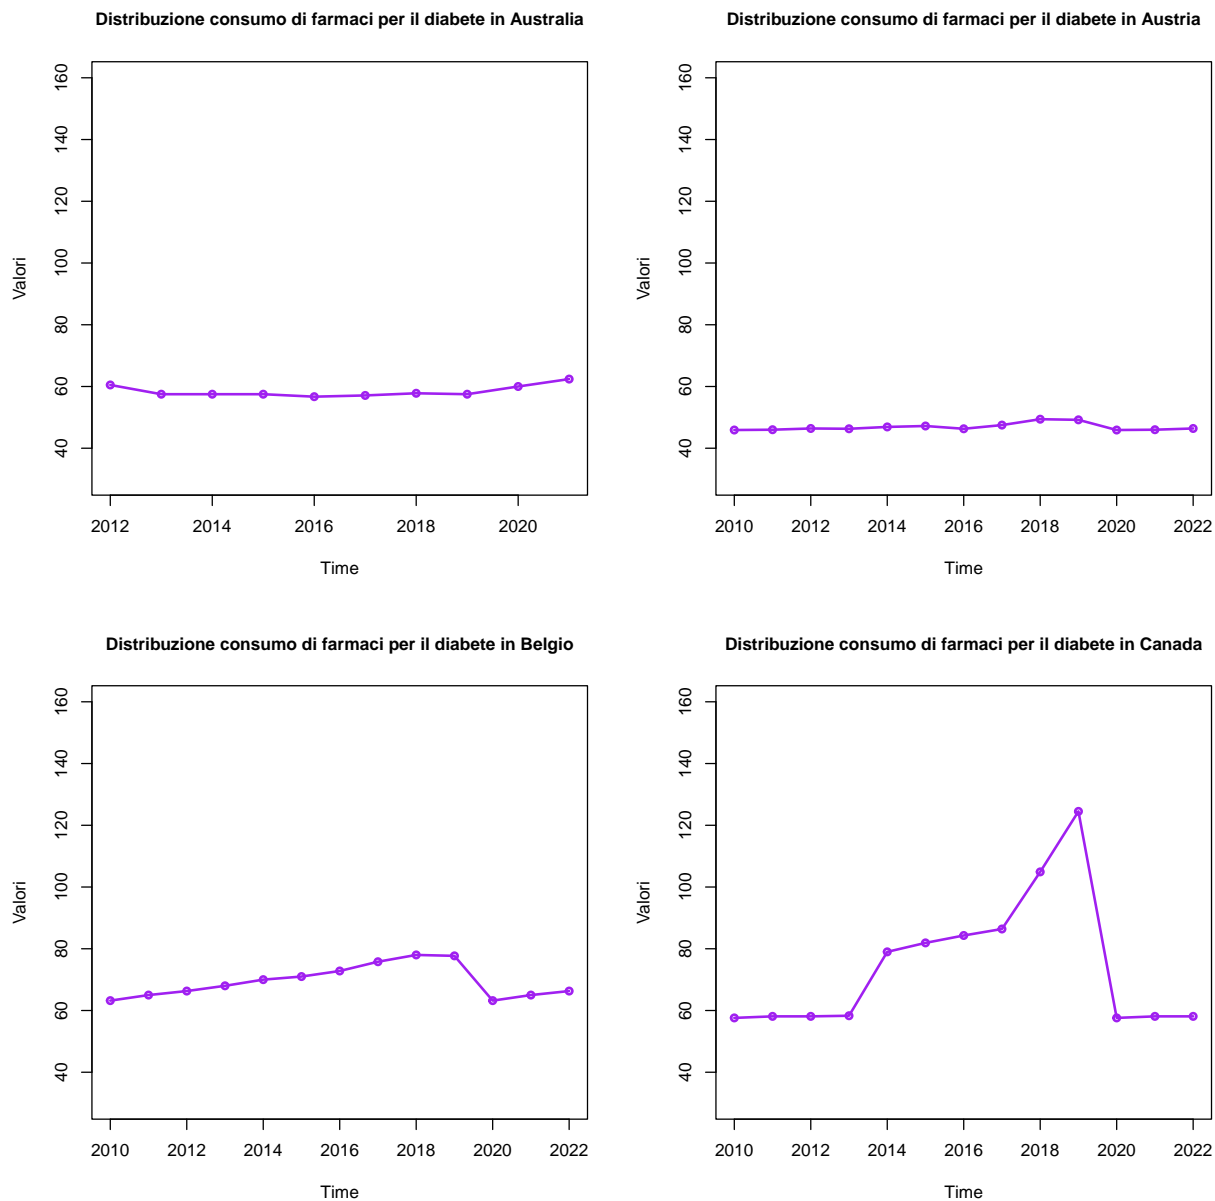 Distribuzione consumo di farmaci per il diabete in Australia
160
140
120
100
80
60
40
Valori
2012 2014 2016 2018 2020
Time
Distribuzione consumo di farmaci per il diabete in Austria
160
140
120
100
80
60
40
Valori
2010 2012 2014 2016 2018 2020 2022
Time
Distribuzione consumo di farmaci per il diabete in Belgio
160
140
120
100
80
60
40
Valori
2010 2012 2014 2016 2018 2020 2022
Time
Distribuzione consumo di farmaci per il diabete in Canada
160
140
120
100
80
60
40
Valori
2010 2012 2014 2016 2018 2020 2022
Time